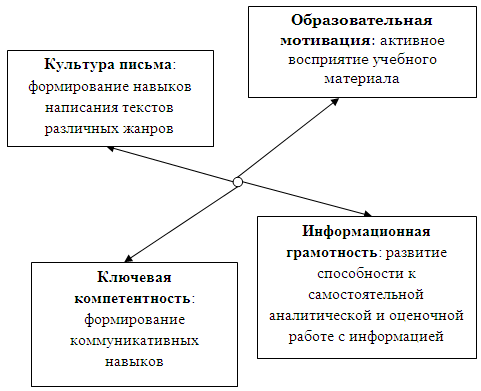 Культура письма:
формирование навыков
написания текстов
различных жанров
Образовательная
мотивация: активное
восприятие учебного
материала
Ключевая
компетентность:
формирование
коммуникативных
навыков
Информационная
грамотность: развитие
способности к
самостоятельной
аналитической и оценочной
работе с информацией